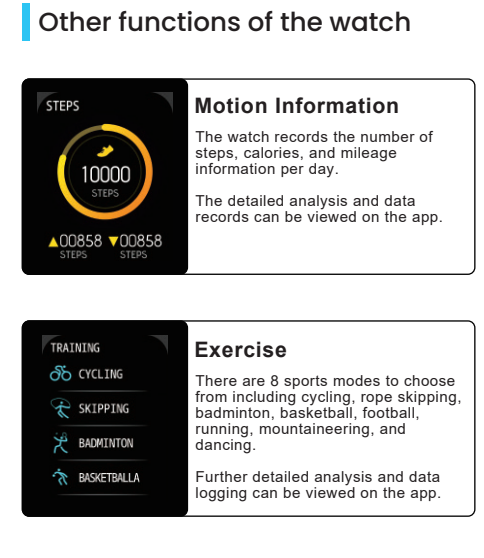 Other functions of the watch
STEPS
10000
STEPS
▲00858 ▼00858
STEPS STEPS
Motion Information
The watch records the number of
steps, calories, and mileage
information per day.
The detailed analysis and data
records can be viewed on the app.
TRAINING
CYCLING
SKIPPING
BADMINTON
BASKETBALLA
Exercise
There are 8 sports modes to choose
from including cycling, rope skipping,
badminton, basketball, football,
running, mountaineering, and
dancing.
Further detailed analysis and data
logging can be viewed on the app.